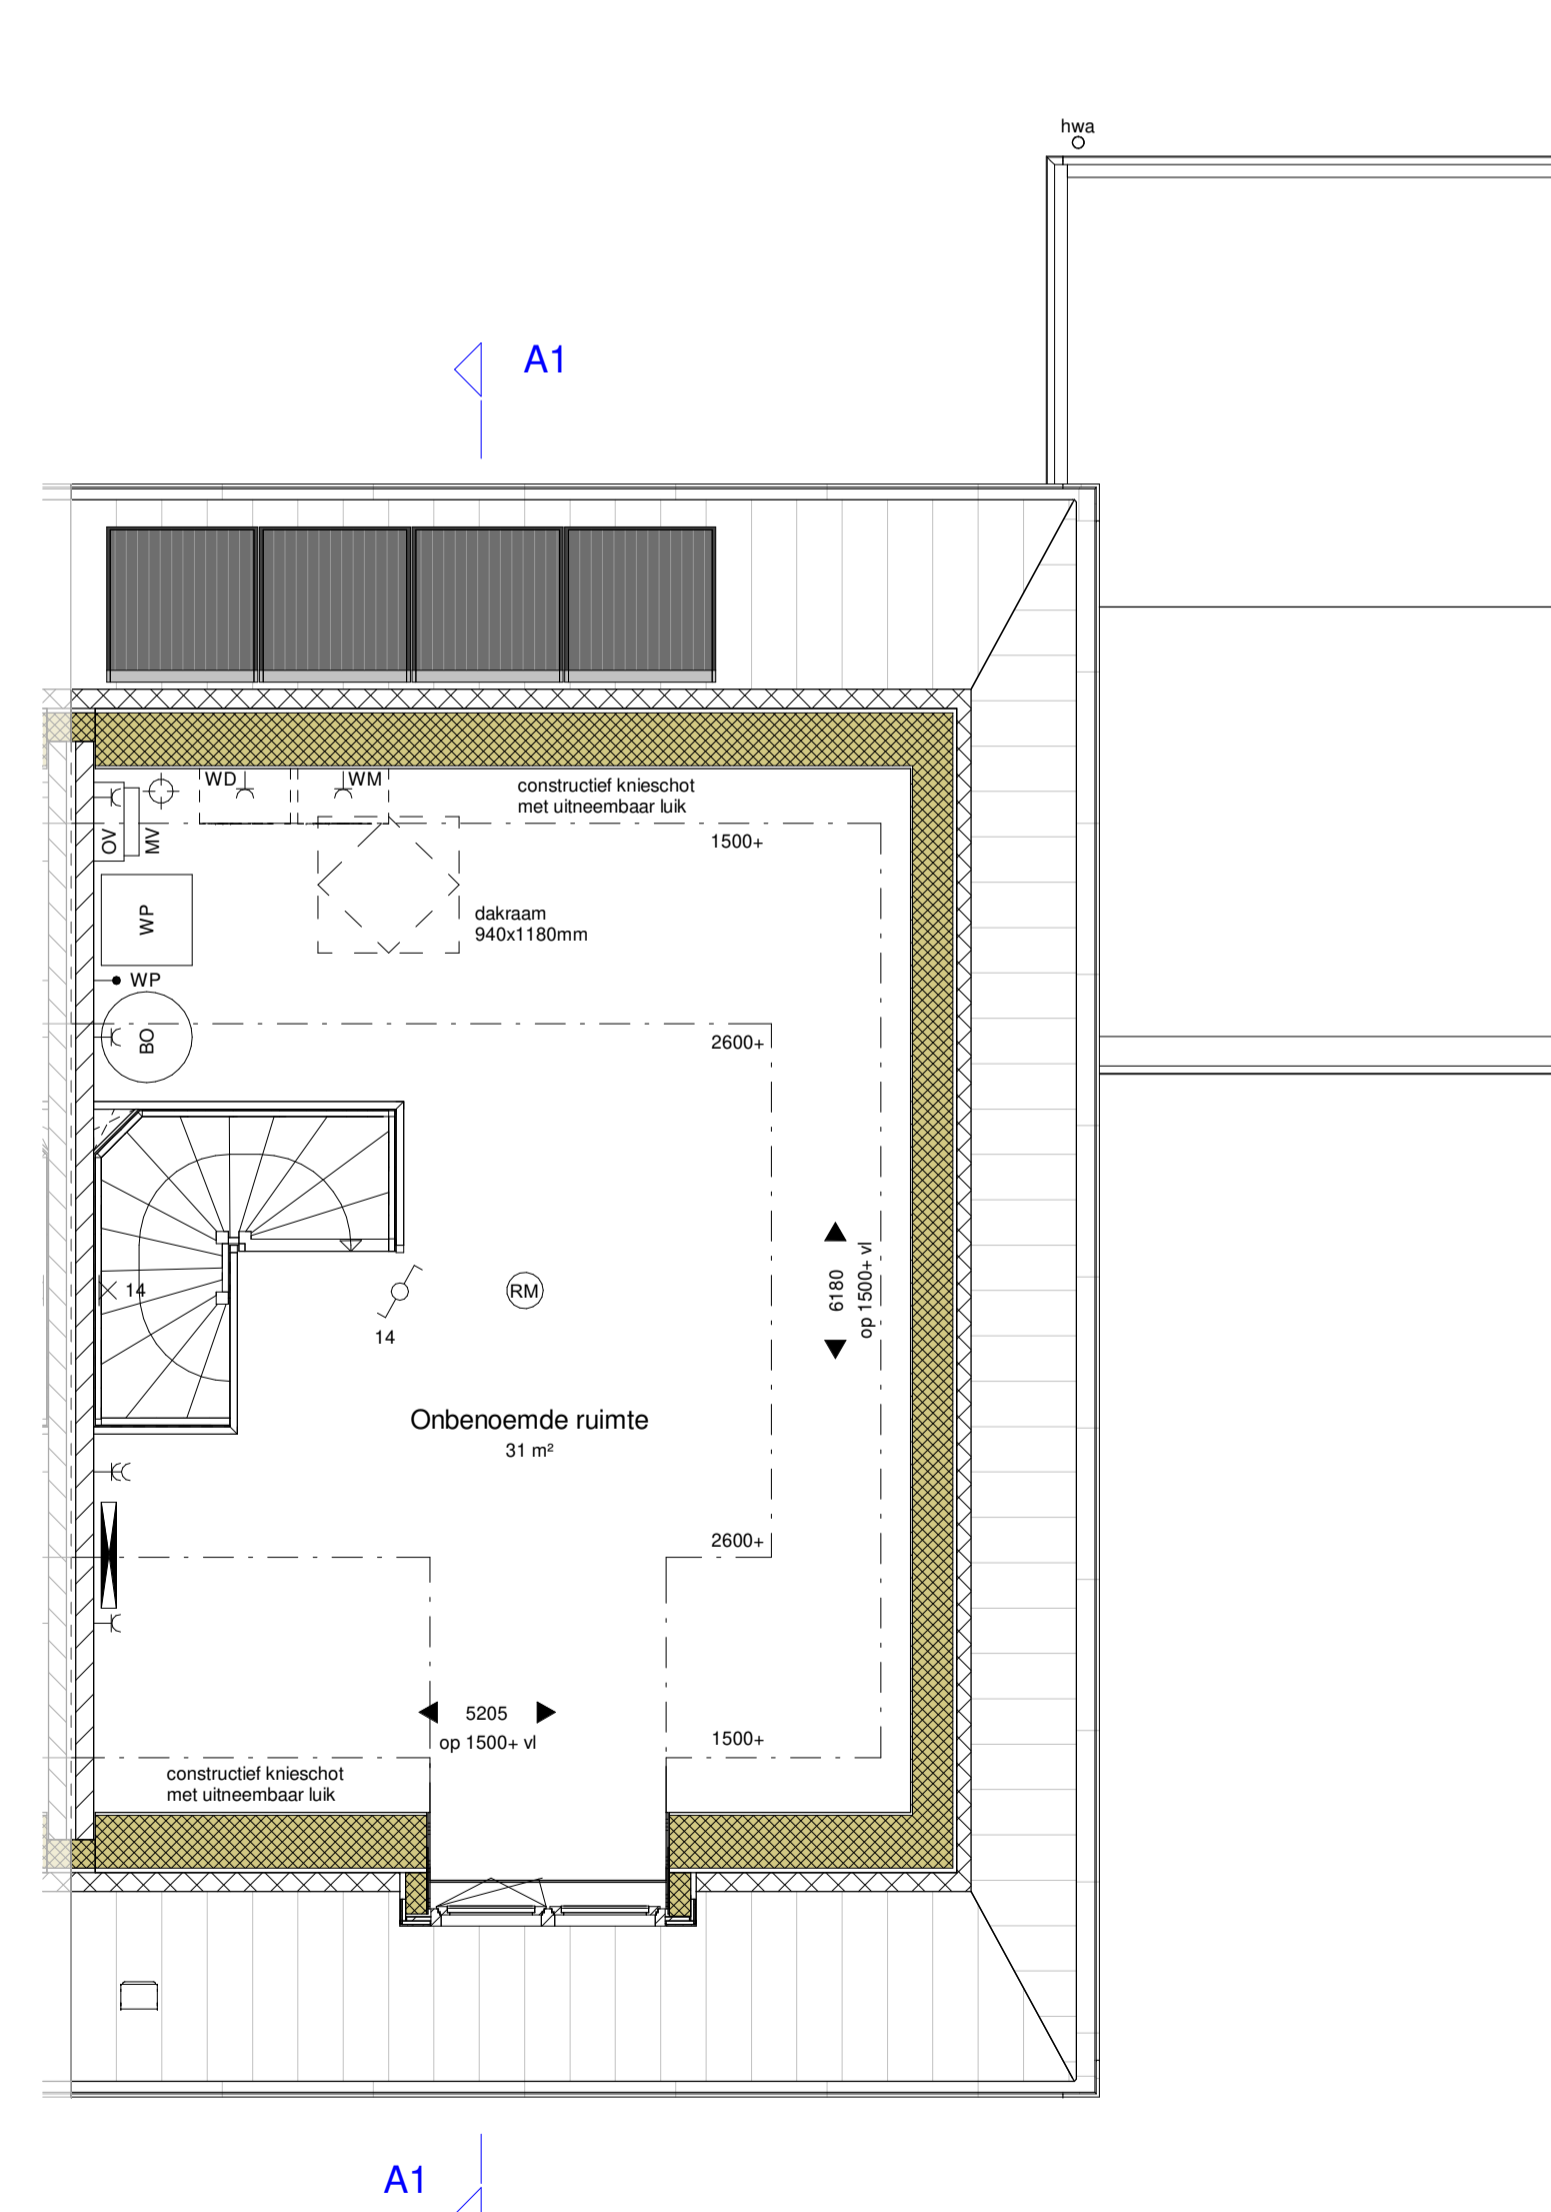 hwa
A1
WD
WM
constructief knieschot
met uitneembaar luik
OV
MV
1500+
WP
dakraam
940x1180mm
WP
BO
2600+
14
RM
14
6180
op 1500+ vl
Onbenoemde ruimte
31 m²
2600+
5205
op 1500+ vl
1500+
constructief knieschot
met uitneembaar luik
A1